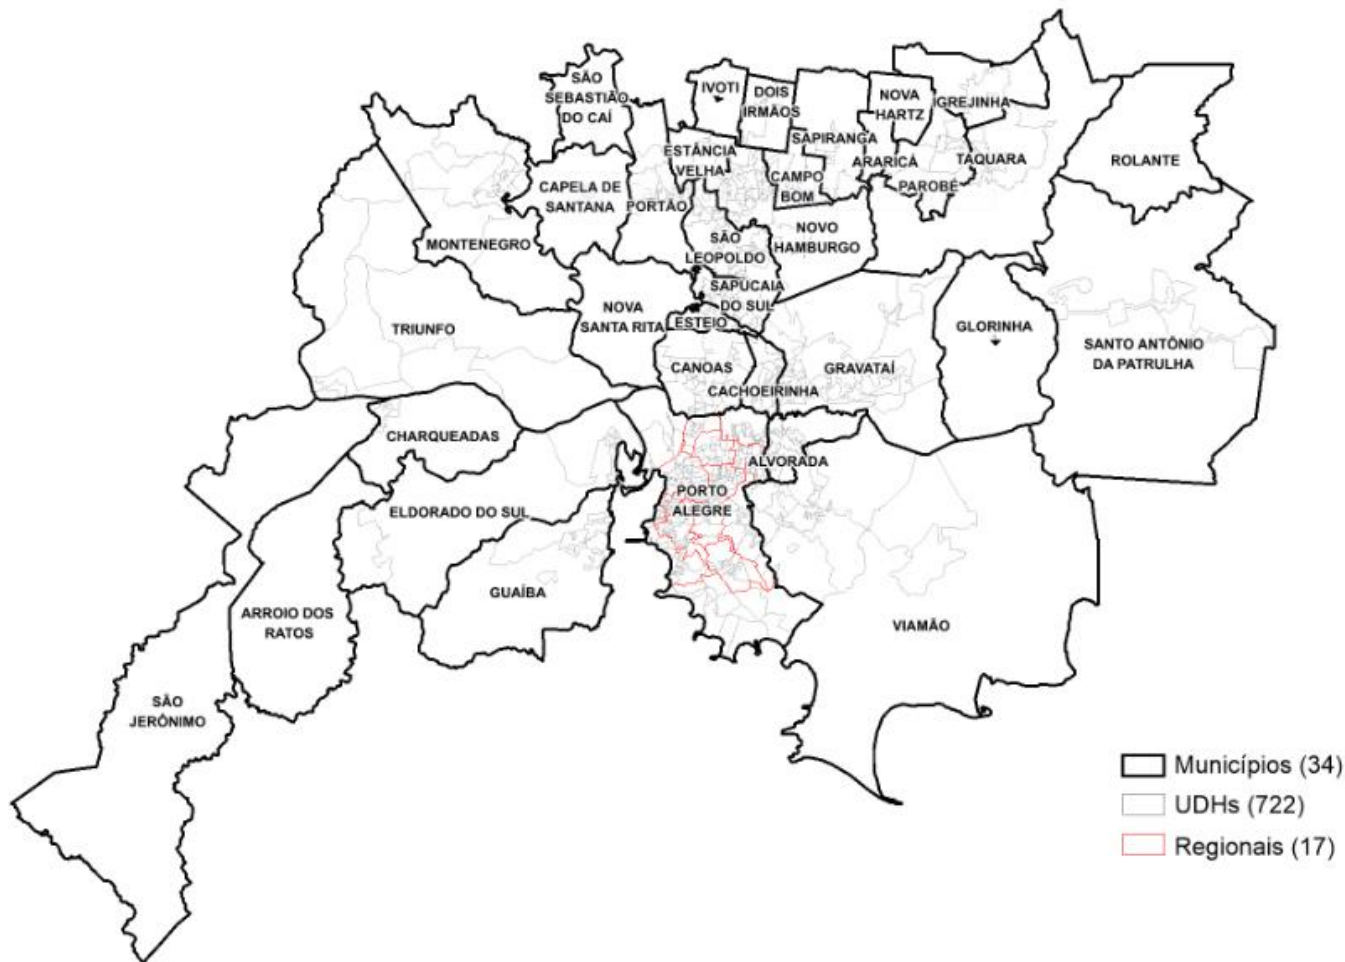 SÃO
SEBASTIÃO
DO CAÍ
IVOTI
DOIS
IRMÃOS
NOVA
HARTZ
IGREJINHA
SAPIRANGA
ESTÂNCIA
VELHA
ARARICÁ
TAQUARA
ROLANTE
CAMPO
BOM
PAROBÉ
CAPELA DE
SANTANA
PORTÃO
MONTENEGRO
SÃO
LEOPOLDO
NOVO
HAMBURGO
SAPUCAIA
DO SUL
NOVA
SANTA RITA
ESTEIO
TRIUNFO
GLORINHA
SANTO ANTÔNIO
DA PATRULHA
CANOAS
GRAVATAÍ
CACHOEIRINHA
CHARQUEADAS
ALVORADA
PORTO
ALEGRE
ELDORADO DO SUL
GUAÍBA
ARROIO DOS
RATOS
VIAMÃO
SÃO
JERÔNIMO
Municípios (34)
UDHs (722)
Regionais (17)